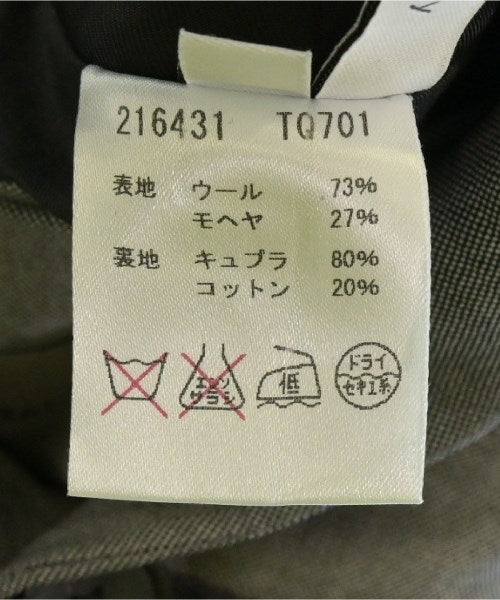 216431 TQ701
表地 ウール 73%
モヘヤ 27%
裏地 キュプラ 80%
コットン 20%
エンソ
サラシ
低
ドライ
セキユ系